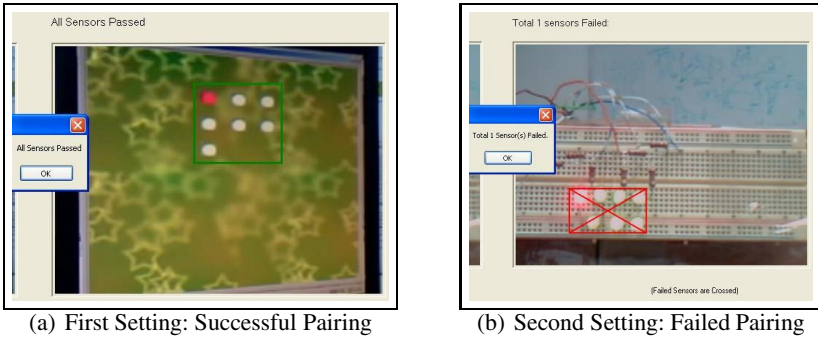 All Sensors Passed
All Sensors Passed
OK
(a) First Setting: Successful Pairing
Total 1 sensors Failed:
Total 1 Sensor(s) Failed.
OK
(Failed Sensors are Crossed)
(b) Second Setting: Failed Pairing